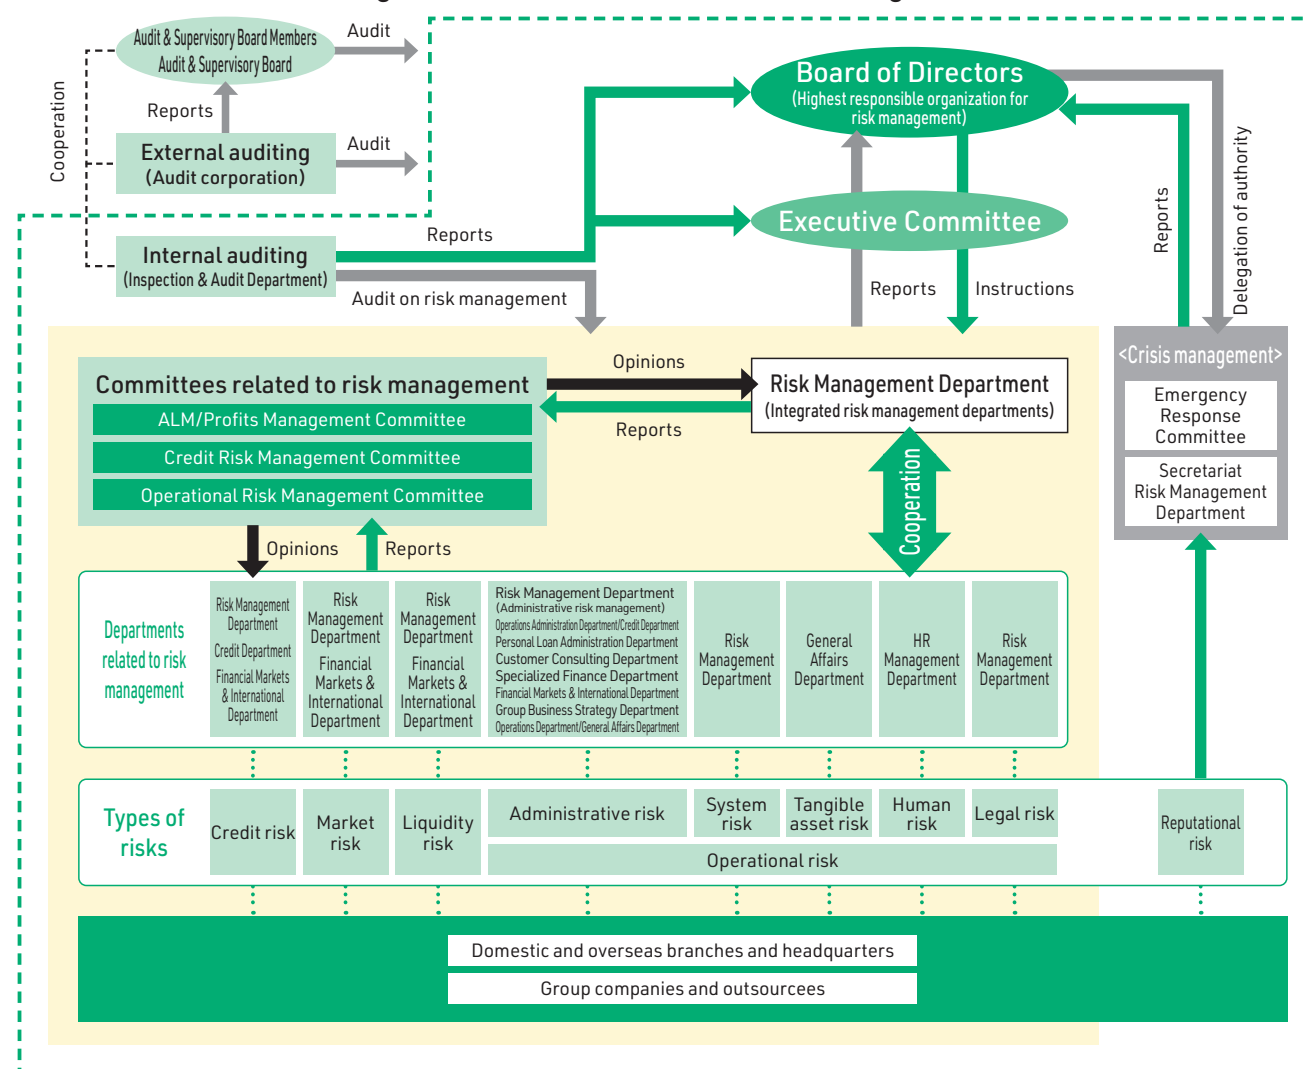 Audit & Supervisory Board Members
Audit & Supervisory Board
Audit
Cooperation
Reports
External auditing
(Audit corporation)
Audit
Internal auditing
(Inspection & Audit Department)
Reports
Audit on risk management
Board of Directors
(Highest responsible organization for
risk management)
Executive Committee
Reports
Instructions
Reports
Delegation of authority
<Crisis management>
Emergency
Response
Committee
Secretariat
Risk Management
Department
Committees related to risk management
ALM/Profits Management Committee
Credit Risk Management Committee
Operational Risk Management Committee
Opinions
Reports
Risk Management Department
(Integrated risk management departments)
Cooperation
Opinions
Reports
Departments
related to risk
management
Risk Management
Department
Credit Department
Financial Markets
& International
Department
Risk
Management
Department
Financial
Markets &
International
Department
Risk
Management
Department
Financial
Markets &
International
Department
Risk Management Department
(Administrative risk management)
Operations Administration Department/Credit Department
Personal Loan Administration Department
Customer Consulting Department
Specialized Finance Department
Financial Markets & International Department
Group Business Strategy Department
Operations Department/General Affairs Department
Risk
Management
Department
General
Affairs
Department
HR
Management
Department
Risk
Management
Department
Types of
risks
Credit risk
Market
risk
Liquidity
risk
Administrative risk
System
risk
Tangible
asset risk
Human
risk
Legal risk
Operational risk
Reputational
risk
Domestic and overseas branches and headquarters
Group companies and outsourcees